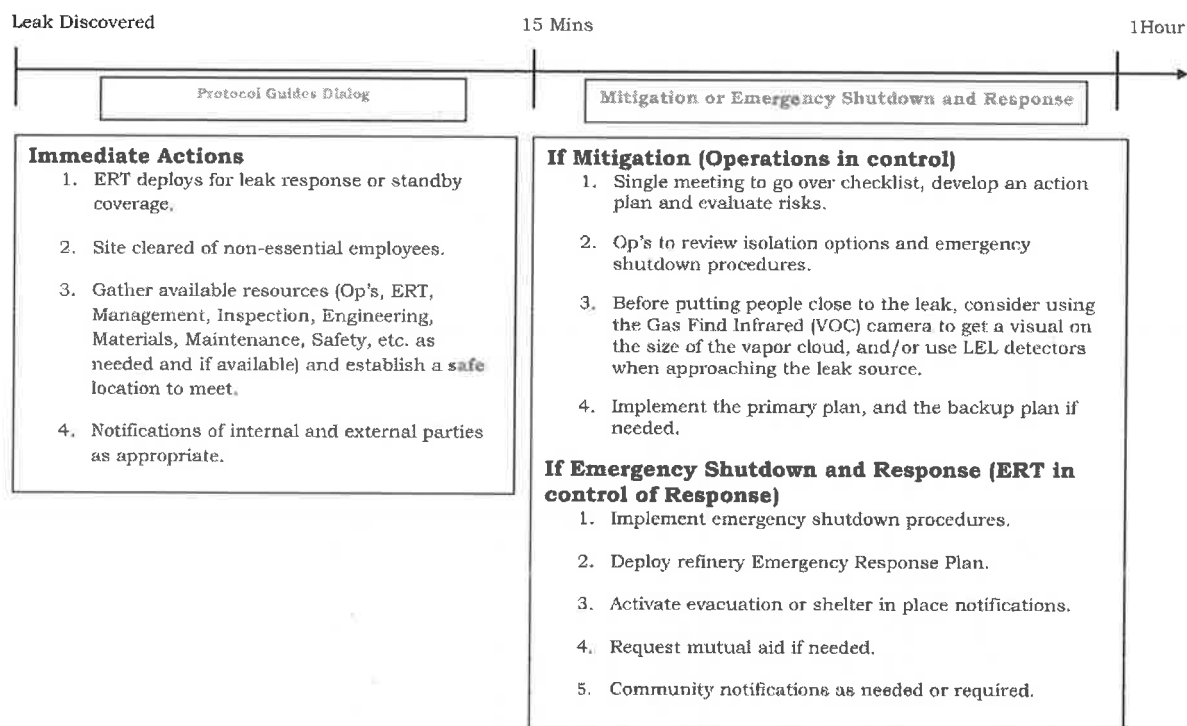 Leak Discovered
15 Mins
1Hour
Protocol Guides Dialog
Mitigation or Emergency Shutdown and Response
Immediate Actions
1. ERT deploys for leak response or standby
coverage.
2. Site cleared of non-essential employees.
3. Gather available resources (Op's, ERT,
Management, Inspection, Engineering,
Materials, Maintenance, Safety, etc. as
needed and if available) and establish a safe
location to meet.
4. Notifications of internal and external parties
as appropriate.
If Mitigation (Operations in control)
1. Single meeting to go over checklist, develop an action
plan and evaluate risks.
2. Op's to review isolation options and emergency
shutdown procedures.
3. Before putting people close to the leak, consider using
the Gas Find Infrared (VOC) camera to get a visual on
the size of the vapor cloud, and/or use LEL detectors
when approaching the leak source.
4. Implement the primary plan, and the backup plan if
needed.
If Emergency Shutdown and Response (ERT in
control of Response)
1. Implement emergency shutdown procedures.
2. Deploy refinery Emergency Response Plan.
3. Activate evacuation or shelter in place notifications.
4. Request mutual aid if needed.
5. Community notifications as needed or required.